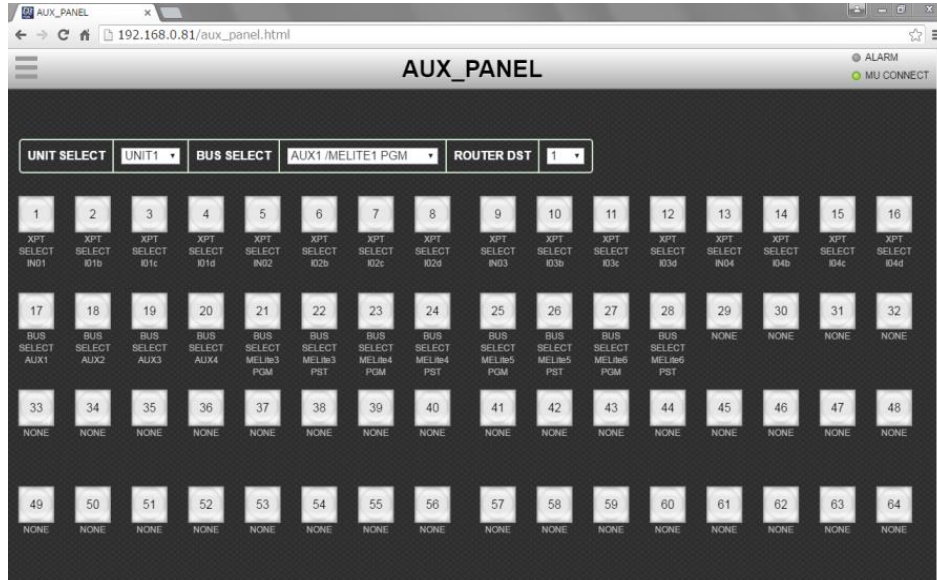 AUX_PANEL
192.168.0.81/aux_panel.html
AUX_PANEL
ALARM
MU CONNECT
UNIT SELECT UNIT1 BUS SELECT AUX1 /MELITE1 PGM ROUTER DST 1
1 2 3 4 5 6 7 8 9 10 11 12 13 14 15 16
XPT XPT XPT XPT XPT XPT XPT XPT XPT XPT XPT XPT XPT XPT XPT XPT
SELECT SELECT SELECT SELECT SELECT SELECT SELECT SELECT SELECT SELECT SELECT SELECT SELECT SELECT SELECT SELECT
IN01 I01b I01c I01d IN02 I02b I02c I02d IN03 I03b I03c I03d IN04 I04b I04c I04d
17 18 19 20 21 22 23 24 25 26 27 28 29 30 31 32
BUS BUS BUS BUS BUS BUS BUS BUS BUS BUS BUS BUS NONE NONE NONE NONE
SELECT SELECT SELECT SELECT SELECT SELECT SELECT SELECT SELECT SELECT SELECT SELECT
AUX1 AUX2 AUX3 AUX4 MELite3 MELite3 MELite4 MELite4 MELite5 MELite5 MELite6 MELite6
PGM PST PGM PST PGM PST PGM PST
33 34 35 36 37 38 39 40 41 42 43 44 45 46 47 48
NONE NONE NONE NONE NONE NONE NONE NONE NONE NONE NONE NONE NONE NONE NONE NONE
49 50 51 52 53 54 55 56 57 58 59 60 61 62 63 64
NONE NONE NONE NONE NONE NONE NONE NONE NONE NONE NONE NONE NONE NONE NONE NONE